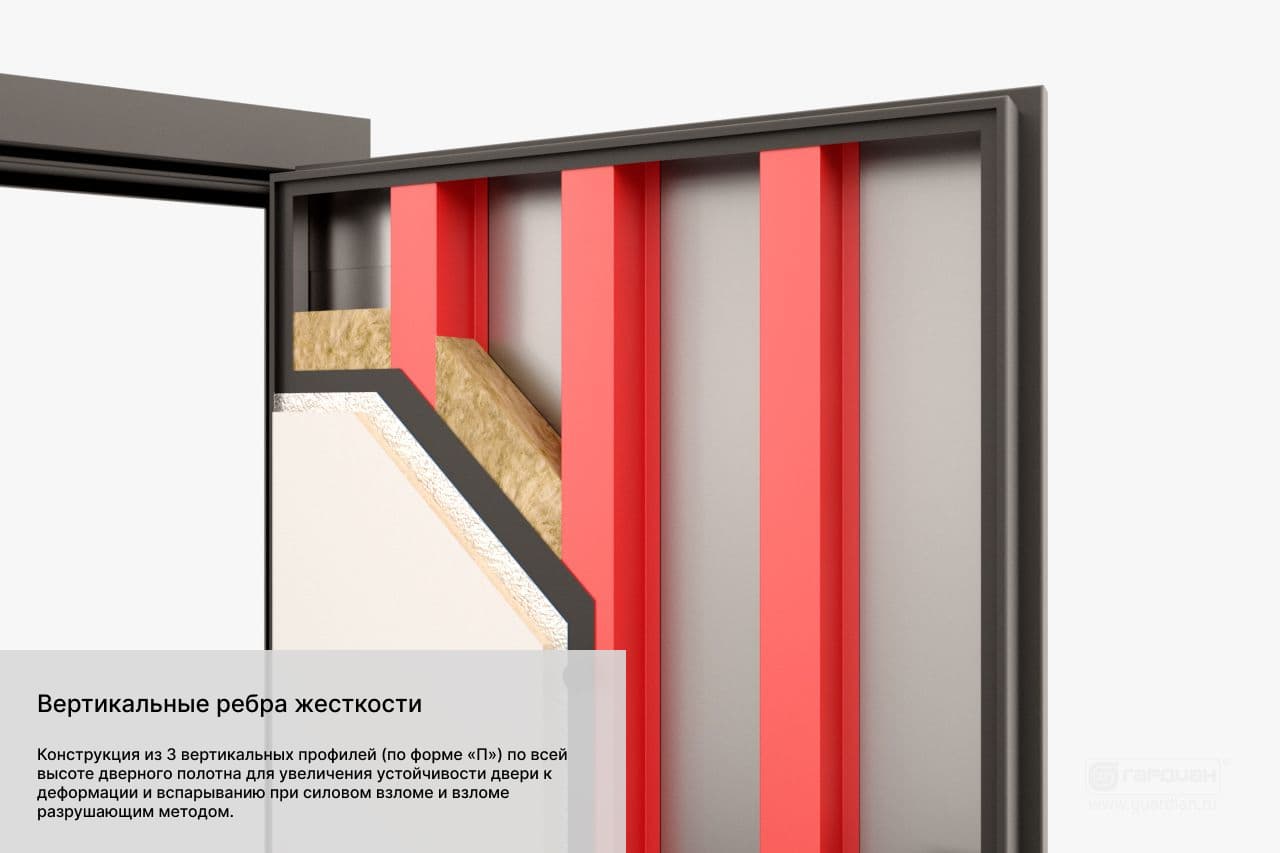 Вертикальные ребра жесткости
Конструкция из 3 вертикальных профилей (по форме «П») по всей
высоте дверного полотна для увеличения устойчивости двери к
деформации и вспарыванию при силовом взломе и взломе
разрушающим методом.
гардиан
www.guardian.ru